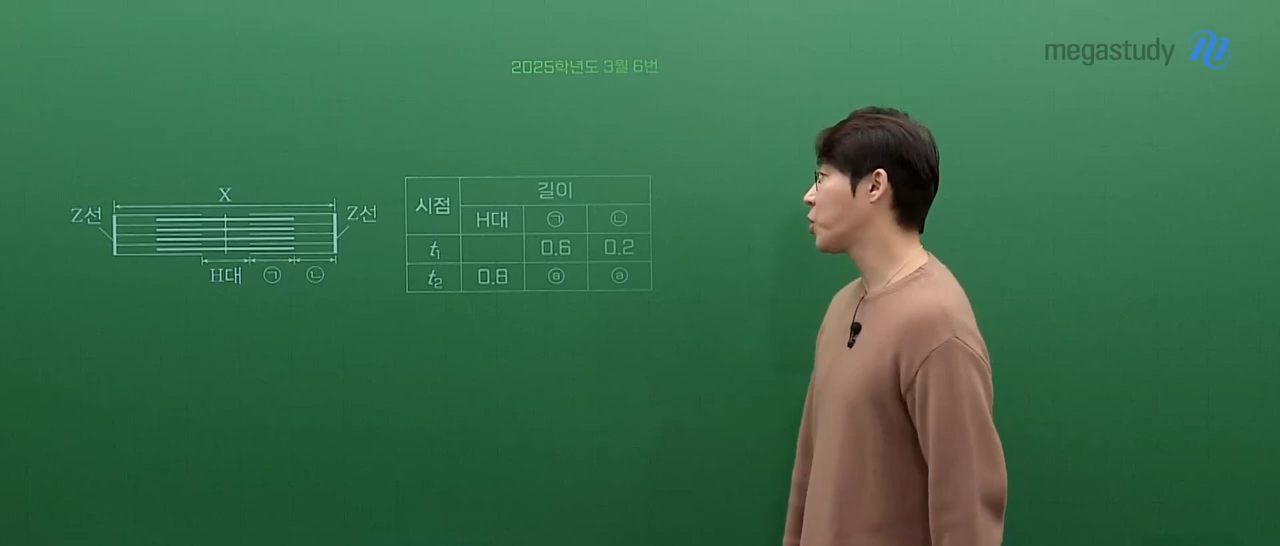 megastudy
2025학년도 3월 6번
X
Z선 Z선
H대 ㉠ ㉡
시점 길이
H대 ㉠ ㉡
t₁ 0.6 0.2
t₂ 0.8 ⓐ ⓐ